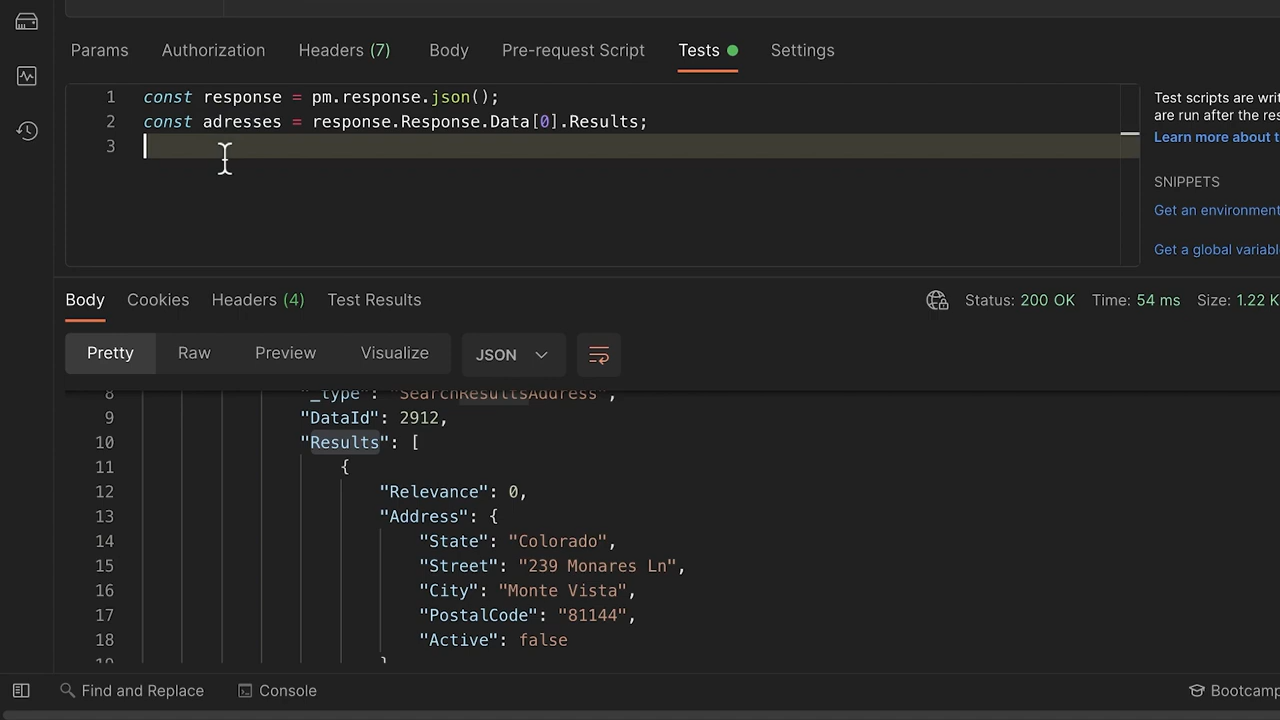 Params Authorization Headers (7) Body Pre-request Script Tests Settings
1 const response = pm.response.json();
2 const adresses = response.Response.Data[0].Results;
3
Test scripts are wri
are run after the res
Learn more about t
SNIPPETS
Get an environment
Get a global variabl
Body Cookies Headers (4) Test Results Status: 200 OK Time: 54 ms Size: 1.22 K
Pretty Raw Preview Visualize JSON
8 "_type": "SearchResultsAddress",
9 "DataId": 2912,
10 "Results": [
11 {
12 "Relevance": 0,
13 "Address": {
14 "State": "Colorado",
15 "Street": "239 Monares Ln",
16 "City": "Monte Vista",
17 "PostalCode": "81144",
18 "Active": false
19 }
Find and Replace Console Bootcamp